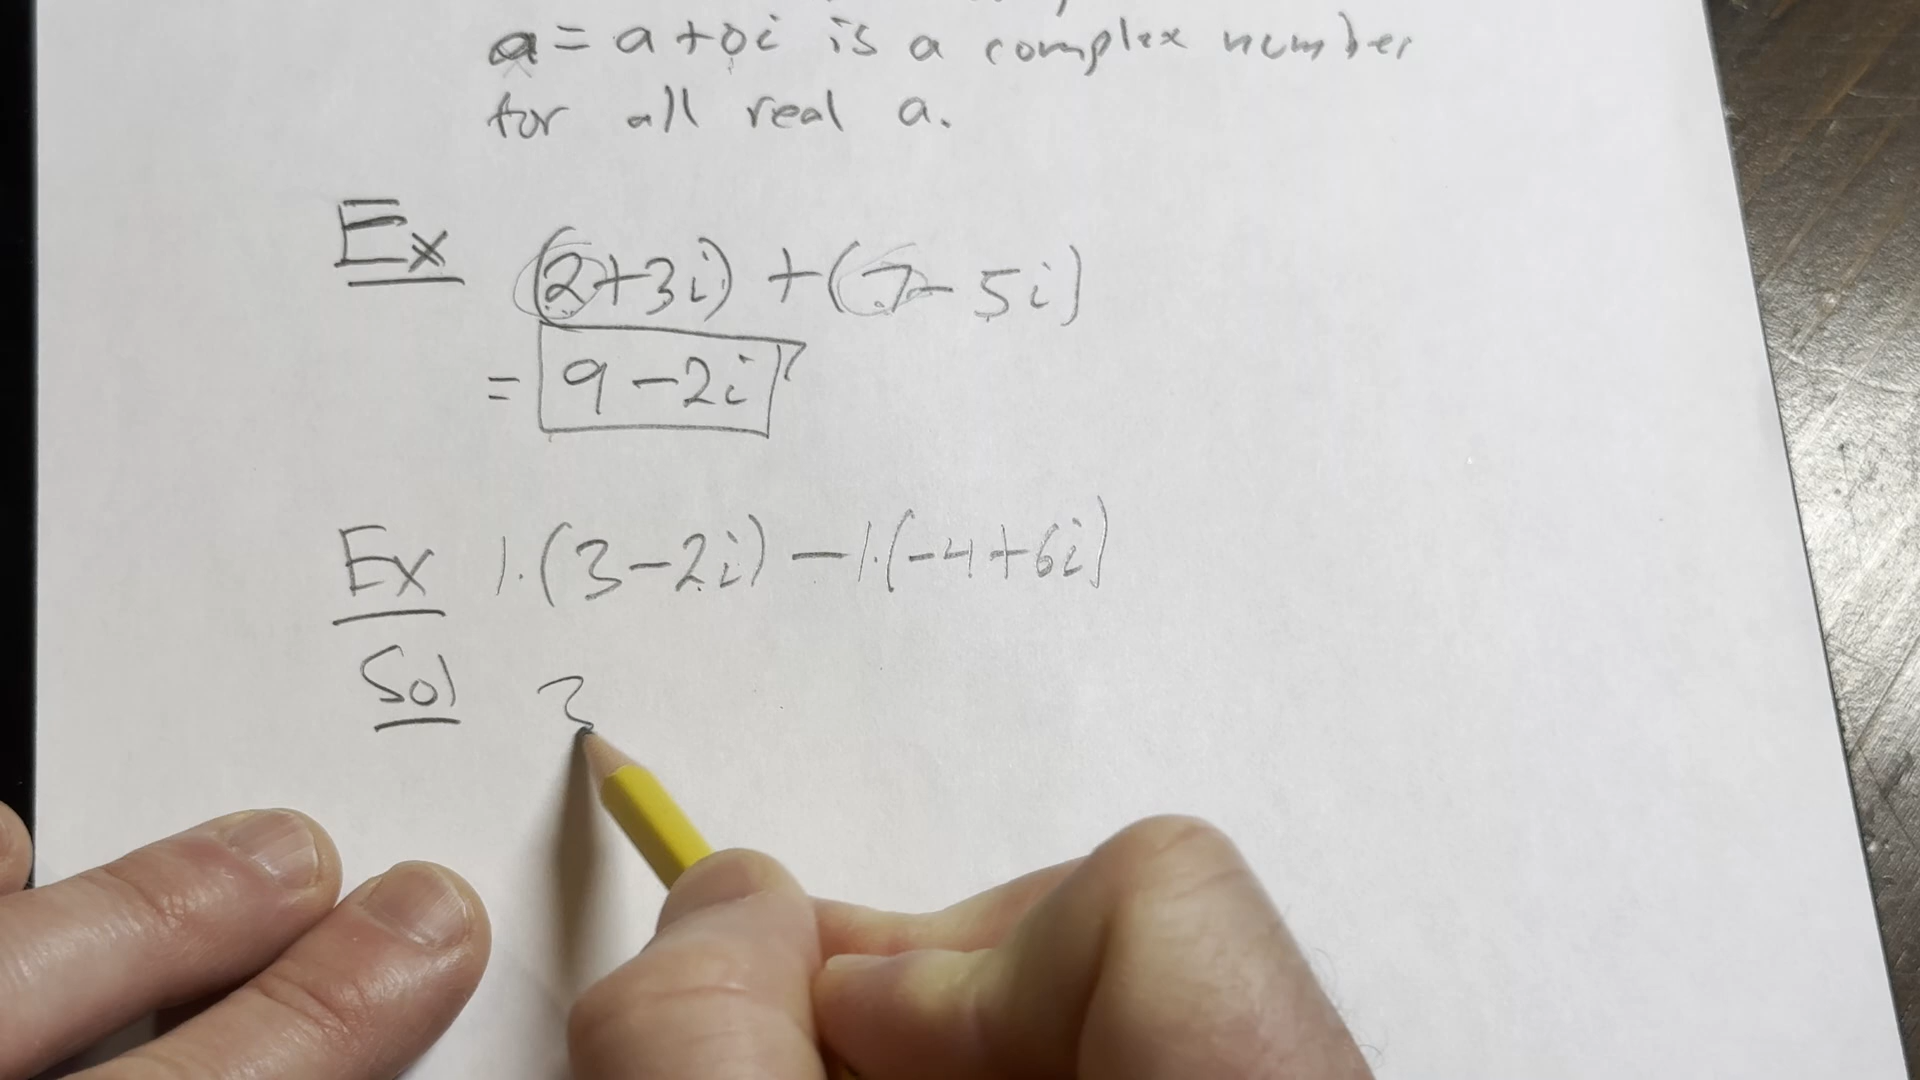 a = a + 0i is a complex number
for all real a.
Ex (2+3i) + (7-5i)
= 9-2i
Ex 1·(3-2i) -1·(-4+6i)
Sol 3